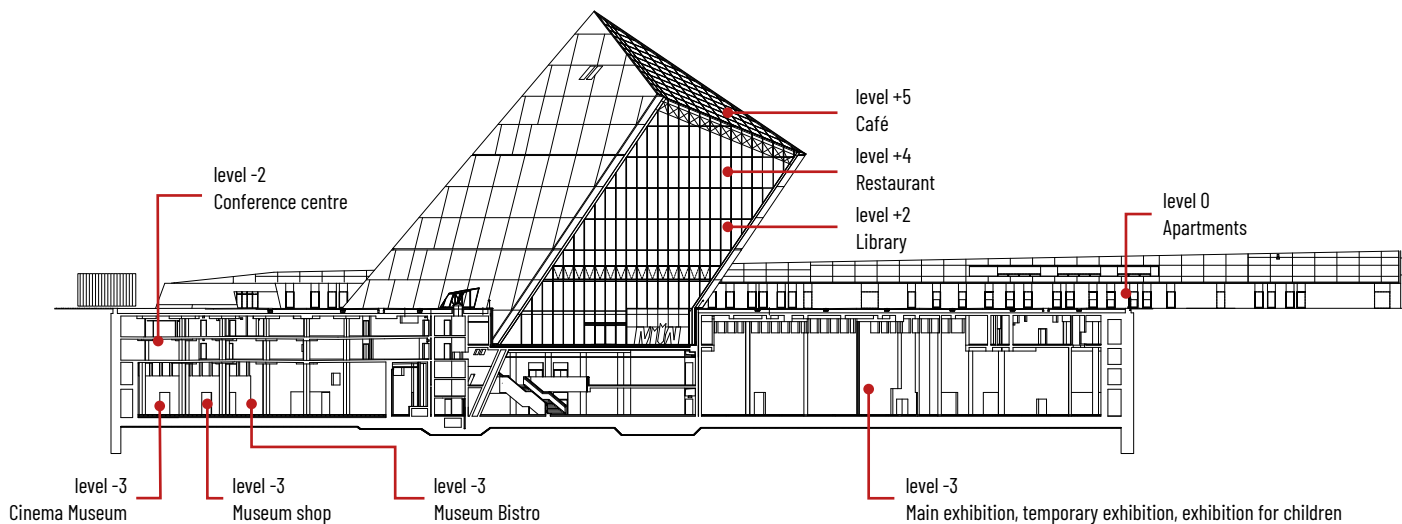 level +5
Café
level +4
Restaurant
level +2
Library
level -2
Conference centre
level 0
Apartments
level -3
Cinema Museum
level -3
Museum shop
level -3
Museum Bistro
level -3
Main exhibition, temporary exhibition, exhibition for children